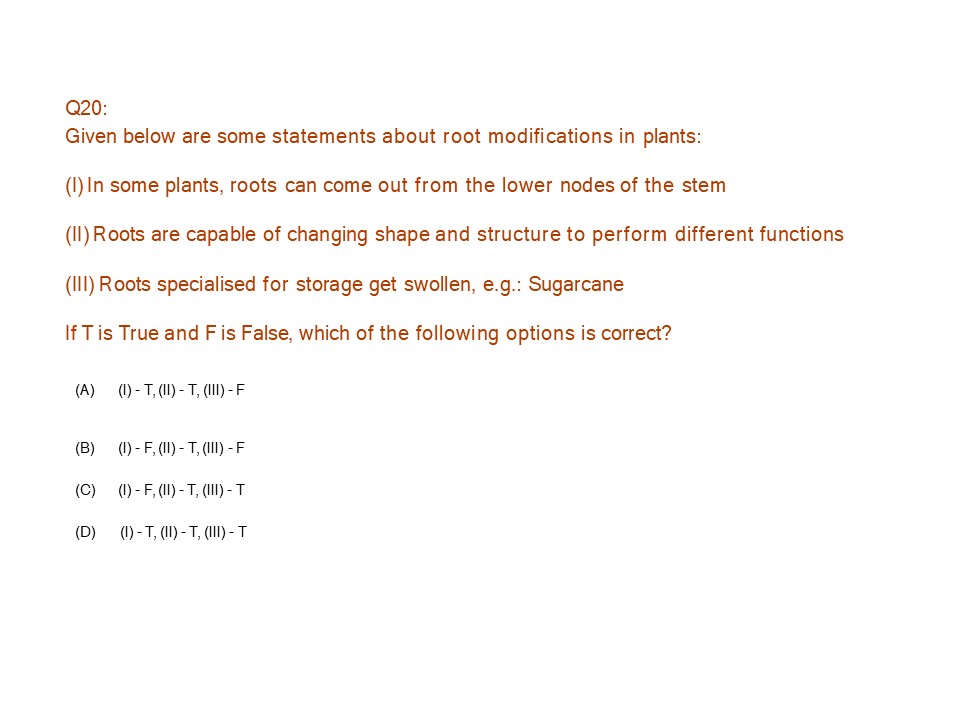 Q20:
Given below are some statements about root modifications in plants:
(I) In some plants, roots can come out from the lower nodes of the stem
(II) Roots are capable of changing shape and structure to perform different functions
(III) Roots specialised for storage get swollen, e.g.: Sugarcane
If T is True and F is False, which of the following options is correct?
(A) (I) - T, (II) - T, (III) - F
(B) (I) - F, (II) - T, (III) - F
(C) (I) - F, (II) - T, (III) - T
(D) (I) - T, (II) - T, (III) - T